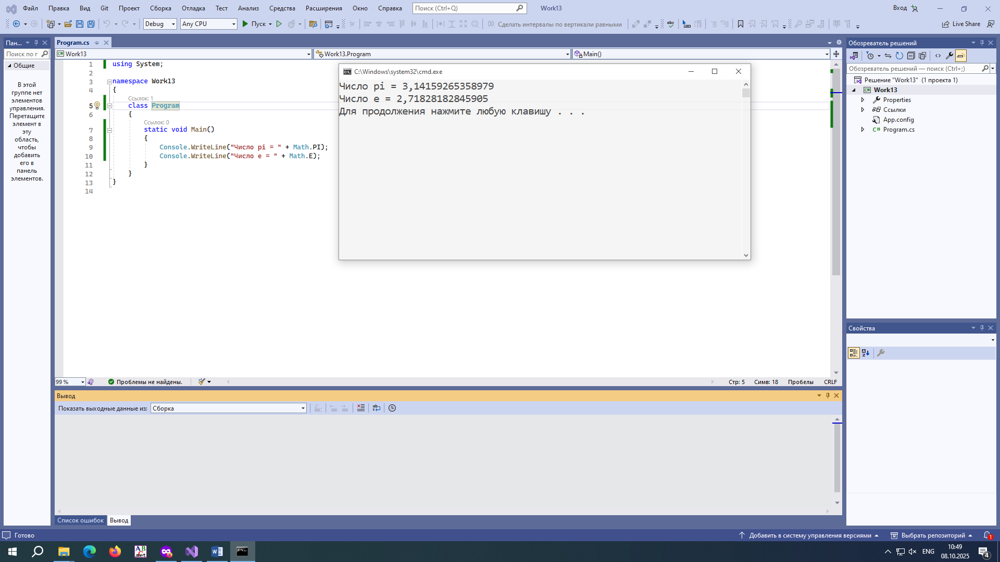 Файл Правка Вид Git Проект Сборка Отладка Тест Анализ Средства Расширения Окно Справка Поиск (Ctrl+Q) Work13 Вход
Debug Any CPU Пуск Сделать интервалы по вертикали равными Live Share
Пан...
Поиск по г
Общие
В этой
группе нет
элементов
управления.
Перетащите
элемент в
эту
область,
чтобы
добавить
его в
панель
элементов.
Program.cs
Work13 Work13.Program Main()
1 using System;
2
3 namespace Work13
4 {
Ссылок: 1
5 class Program
6 {
Ссылок: 0
7 static void Main()
8 {
9 Console.WriteLine("Число pi = " + Math.PI);
10 Console.WriteLine("Число e = " + Math.E);
11 }
12 }
13 }
14
C:\Windows\system32\cmd.exe
Число pi = 3,14159265358979
Число e = 2,71828182845905
Для продолжения нажмите любую клавишу . . .
99 % Проблемы не найдены. Стр: 5 Симв: 18 Пробелы CRLF
Вывод
Показать выходные данные из: Сборка
Список ошибок Вывод
Обозреватель решений
Обозреватель решений — поиск (Ctrl+;)
Решение "Work13" (1 проекта 1)
C# Work13
Properties
Ссылки
App.config
C# Program.cs
Свойства
Готово Добавить в систему управления версиями Выбрать репозиторий 1
AB
C
.net
ENG 10:49
08.10.2025 4